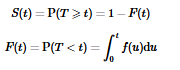 S(t) = P(T ⩾ t) = 1 − F(t)
F(t) = P(T < t) = ∫₀ᵗ f(u)du